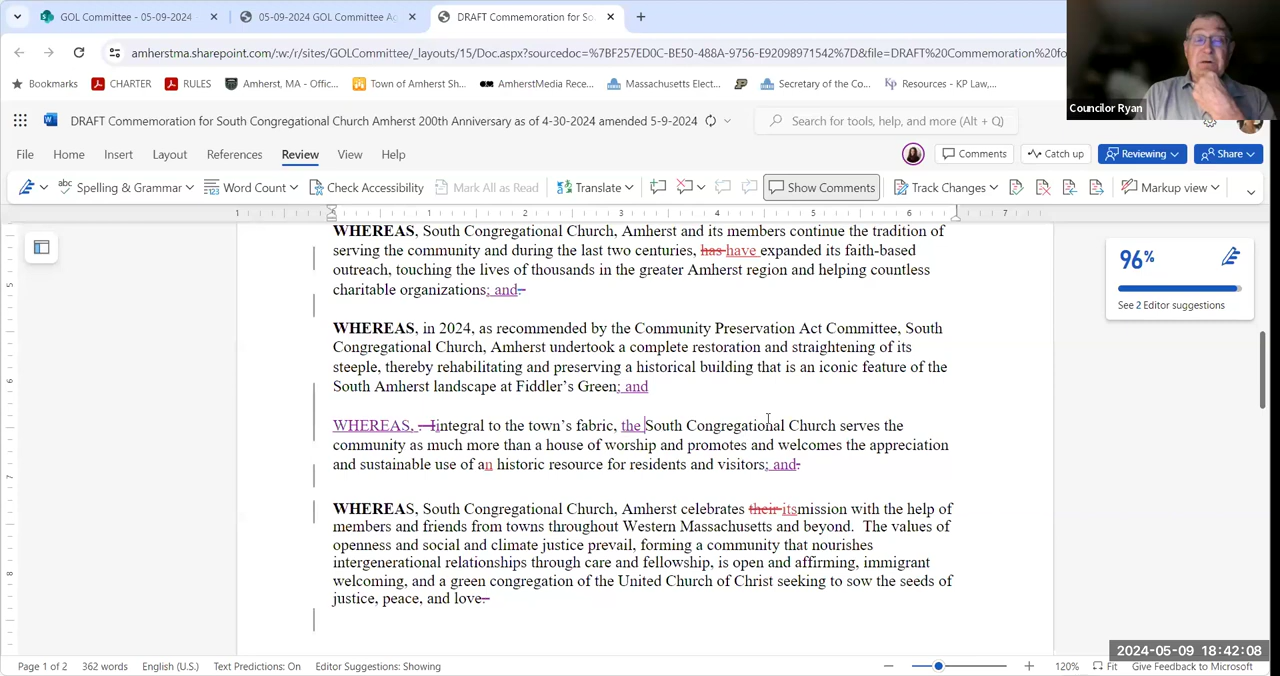 GOL Committee - 05-09-2024
05-09-2024 GOL Committee Ag
DRAFT Commemoration for So
amherstma.sharepoint.com/:w:/r/sites/GOLCommittee/_layouts/15/Doc.aspx?sourcedoc=%7BF257ED0C-BE50-488A-9756-E92098971542%7D&file=DRAFT%20Commemoration%20fo
Bookmarks CHARTER RULES Amherst, MA - Offic... Town of Amherst Sh... AmherstMedia Rece... Massachusetts Elect... Secretary of the Co... Resources - KP Law,...
Councilor Ryan
DRAFT Commemoration for South Congregational Church Amherst 200th Anniversary as of 4-30-2024 amended 5-9-2024
Search for tools, help, and more (Alt + Q)
File Home Insert Layout References Review View Help
Comments Catch up Reviewing Share
Spelling & Grammar Word Count Check Accessibility Mark All as Read Translate Show Comments Track Changes Markup view
1 1 2 3 4 5 6 7
WHEREAS, South Congregational Church, Amherst and its members continue the tradition of
serving the community and during the last two centuries, has have expanded its faith-based
outreach, touching the lives of thousands in the greater Amherst region and helping countless
charitable organizations; and.
WHEREAS, in 2024, as recommended by the Community Preservation Act Committee, South
Congregational Church, Amherst undertook a complete restoration and straightening of its
steeple, thereby rehabilitating and preserving a historical building that is an iconic feature of the
South Amherst landscape at Fiddler’s Green; and
WHEREAS, . Iintegral to the town’s fabric, the South Congregational Church serves the
community as much more than a house of worship and promotes and welcomes the appreciation
and sustainable use of an historic resource for residents and visitors; and.
WHEREAS, South Congregational Church, Amherst celebrates their itsmission with the help of
members and friends from towns throughout Western Massachusetts and beyond. The values of
openness and social and climate justice prevail, forming a community that nourishes
intergenerational relationships through care and fellowship, is open and affirming, immigrant
welcoming, and a green congregation of the United Church of Christ seeking to sow the seeds of
justice, peace, and love.
5
6
7
8
96%
See 2 Editor suggestions
2024-05-09 18:42:08
Page 1 of 2 362 words English (U.S.) Text Predictions: On Editor Suggestions: Showing 120% Fit Give Feedback to Microsoft